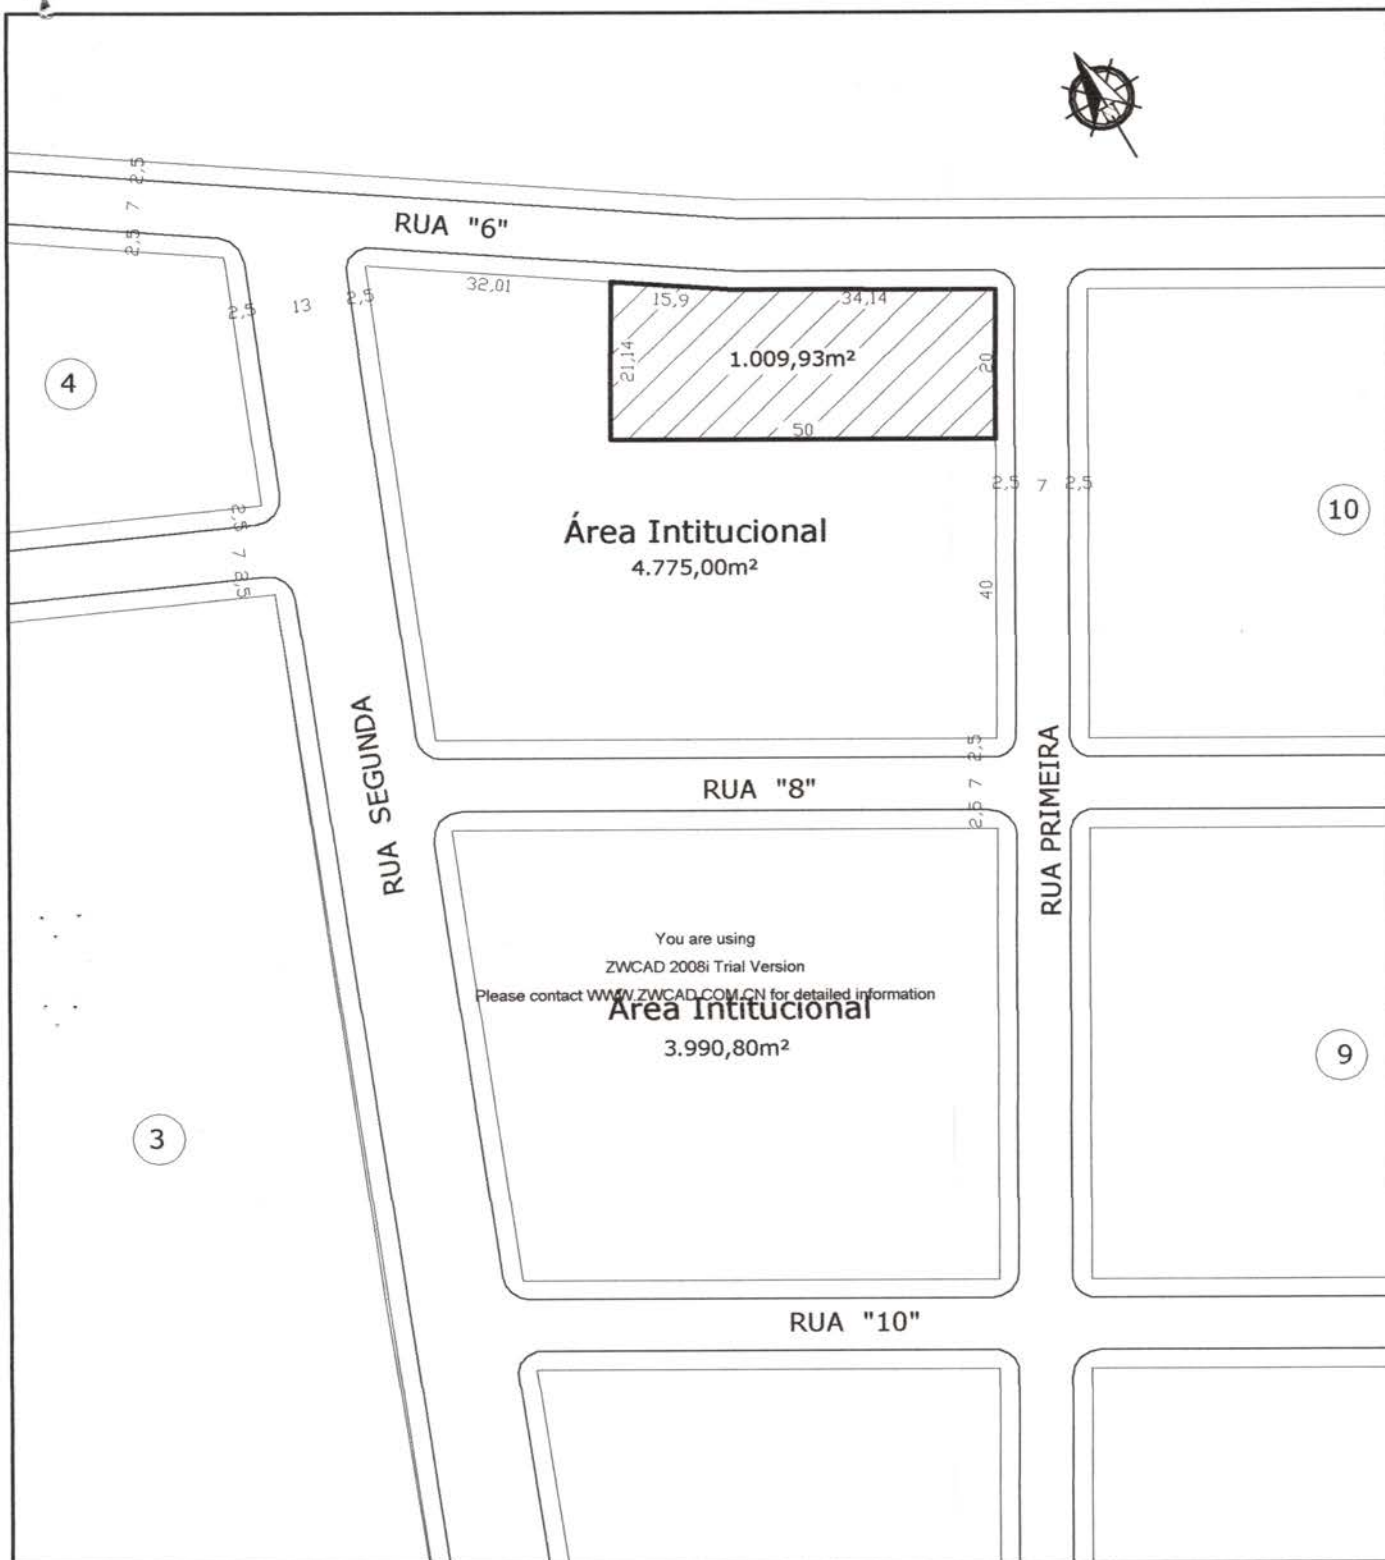 2,5
7
2,5
RUA "6"
2,5
13
2,5
32,01
15,9
34,14
21,14
1.009,93m²
20
50
4
2,5
7
2,5
10
Área Intitucional
4.775,00m²
2,5
7
2,5
40
RUA SEGUNDA
RUA "8"
2,5
7
2,5
RUA PRIMEIRA
You are using
ZWCAD 2008i Trial Version
Please contact WWW.ZWCAD.COM.CN for detailed information
Área Intitucional
3.990,80m²
9
3
RUA "10"